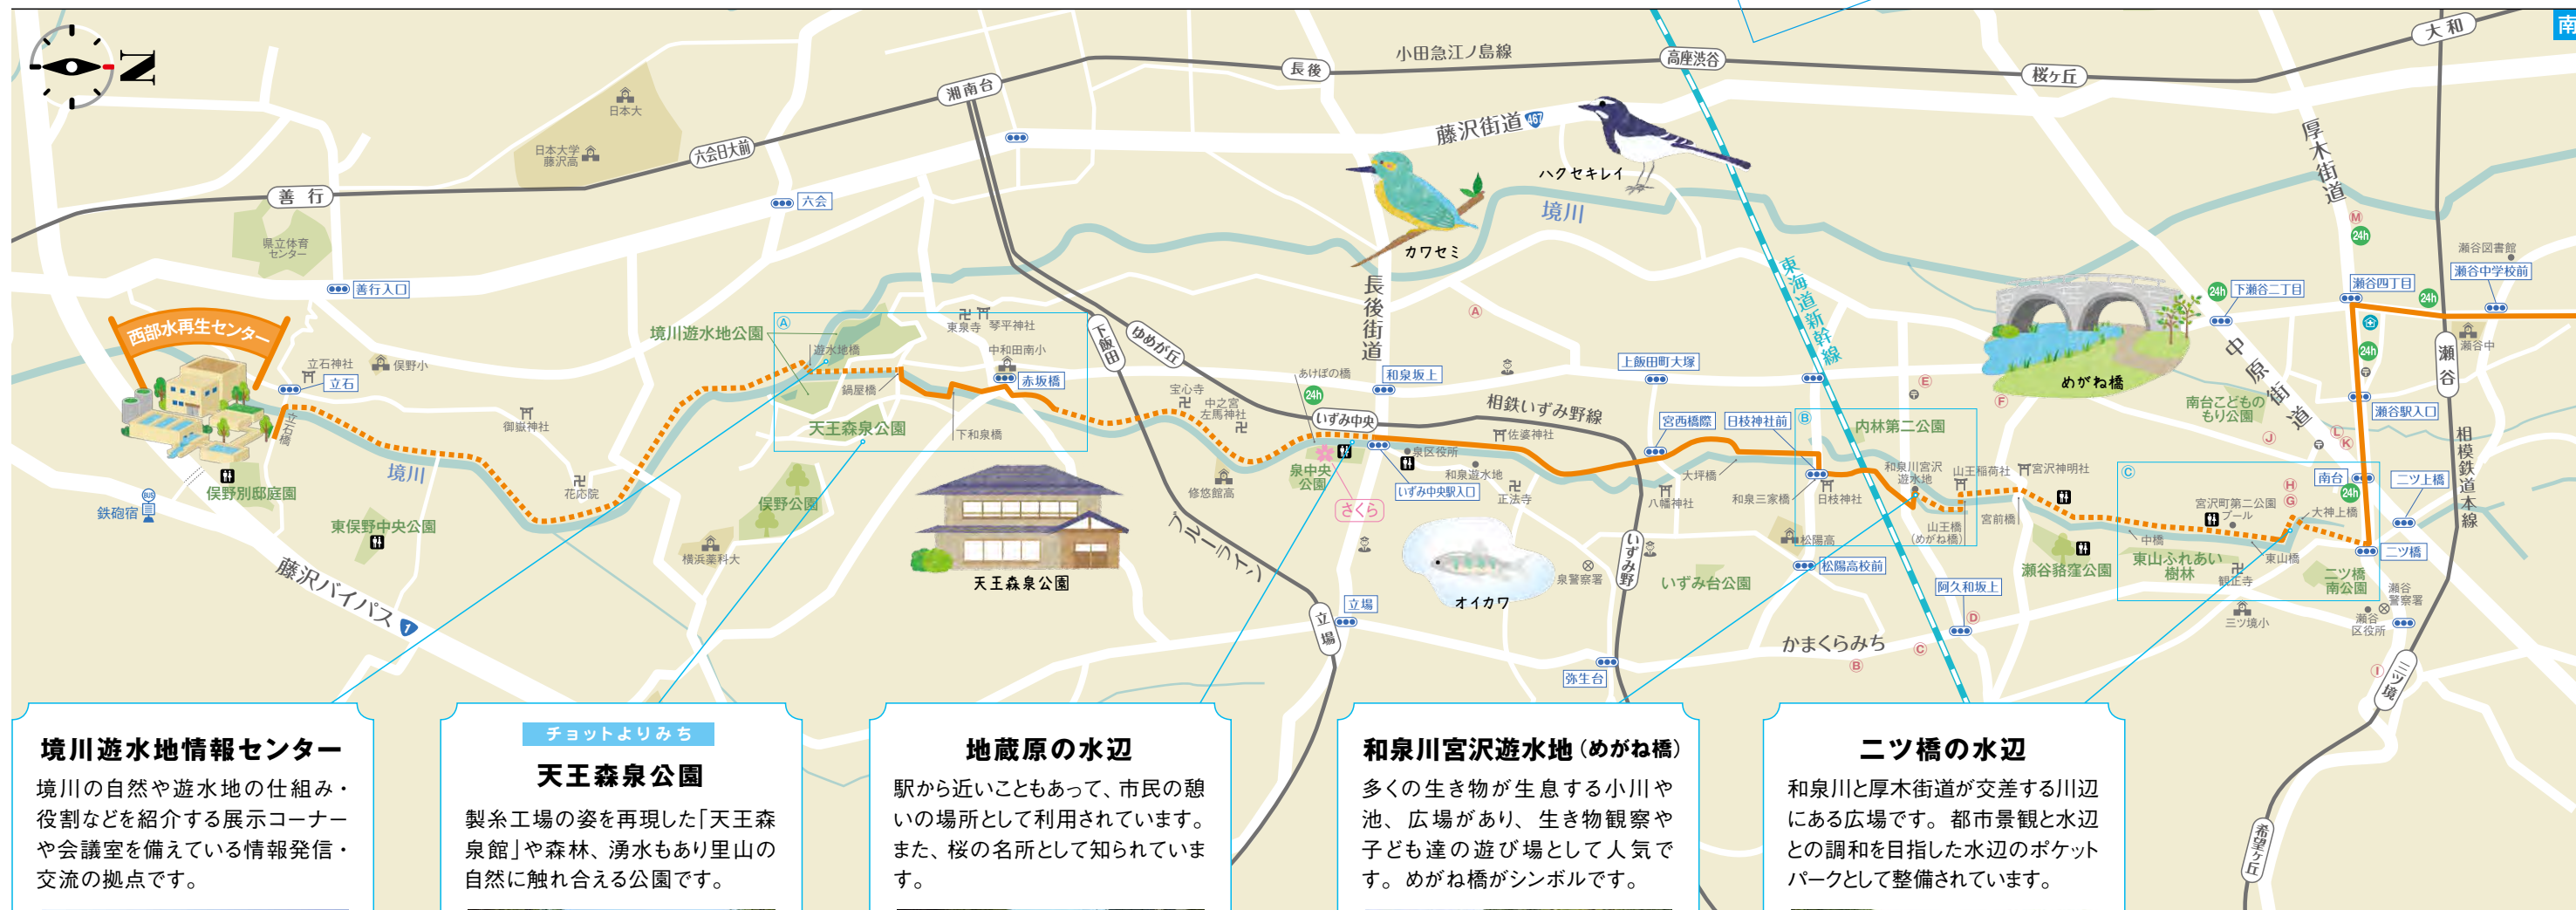 南
N
大和
小田急江ノ島線
長後
高座渋谷
桜ヶ丘
湘南台
日本大
日本大学
藤沢高
六会日大前
藤沢街道
467
厚木街道
ハクセキレイ
善行
六会
境川
カワセミ
M
24h
瀬谷図書館
瀬谷中学校前
県立体育
センター
善行入口
東海道新幹線
長後街道
24h
下瀬谷二丁目
瀬谷四丁目
24h
西部水再生センター
境川遊水地公園
A
東泉寺
琴平神社
下飯田
ゆめが丘
A
遊水地橋
中和田南小
立石神社
俣野小
立石
鍋屋橋
赤坂橋
あけぼの橋
24h
和泉坂上
上飯田町大塚
めがね橋
中原街道
24h
瀬谷
瀬谷中
宝心寺
中之宮
左馬神社
いずみ中央
相鉄いずみ野線
E
F
南台こどもの
もり公園
瀬谷駅入口
立石橋
御嶽神社
天王森泉公園
下和泉橋
佐婆神社
宮西橋際
日枝神社前
B
内林第二公園
J
L
K
相模鉄道本線
境川
泉中央
公園
泉区役所
和泉遊水地
正法寺
いずみ中央駅入口
大坪橋
八幡神社
和泉三家橋
日枝神社
和泉川宮沢
遊水地
山王稲荷社
宮沢神明社
C
南台
二ツ上橋
俣野別邸庭園
BUS
鉄砲宿
花応院
俣野公園
修悠館高
さくら
宮前橋
山王橋
(めがね橋)
宮沢町第二公園
プール
H
G
24h
大神上橋
東俣野中央公園
横浜薬科大
ブルーライン
いずみ野
松陽高
松陽高校前
中橋
東山橋
二ツ橋
藤沢バイパス
1
天王森泉公園
オイカワ
泉警察署
いずみ台公園
瀬谷貉窪公園
東山ふれあい
樹林
観正寺
二ツ橋
南公園
瀬谷
警察署
立場
立場
阿久和坂上
D
三ツ境小
瀬谷
区役所
かまくらみち
B
C
弥生台
I
三ツ境
希望ヶ丘
境川遊水地情報センター
境川の自然や遊水地の仕組み・
役割などを紹介する展示コーナー
や会議室を備えている情報発信・
交流の拠点です。
チョットよりみち
天王森泉公園
製糸工場の姿を再現した「天王森
泉館」や森林、湧水もあり里山の
自然に触れ合える公園です。
地蔵原の水辺
駅から近いこともあって、市民の憩
いの場所として利用されています。
また、桜の名所として知られていま
す。
和泉川宮沢遊水地(めがね橋)
多くの生き物が生息する小川や
池、広場があり、生き物観察や
子ども達の遊び場として人気で
す。めがね橋がシンボルです。
二ツ橋の水辺
和泉川と厚木街道が交差する川辺
にある広場です。都市景観と水辺
との調和を目指した水辺のポケット
パークとして整備されています。